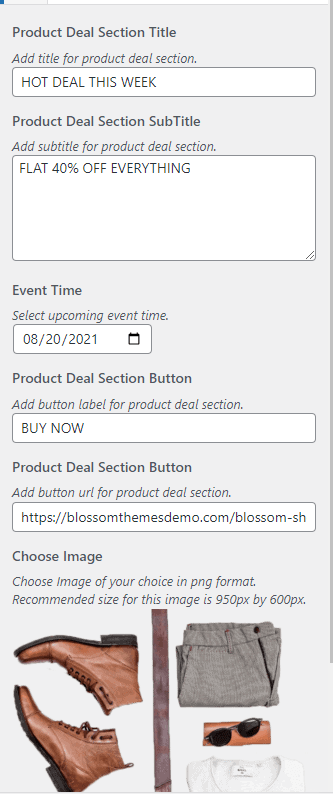 Product Deal Section Title
Add title for product deal section.
HOT DEAL THIS WEEK
Product Deal Section SubTitle
Add subtitle for product deal section.
FLAT 40% OFF EVERYTHING
Event Time
Select upcoming event time.
08/20/2021
Product Deal Section Button
Add button label for product deal section.
BUY NOW
Product Deal Section Button
Add button url for product deal section.
https://blossomthemesdemo.com/blossom-sh
Choose Image
Choose Image of your choice in png format.
Recommended size for this image is 950px by 600px.